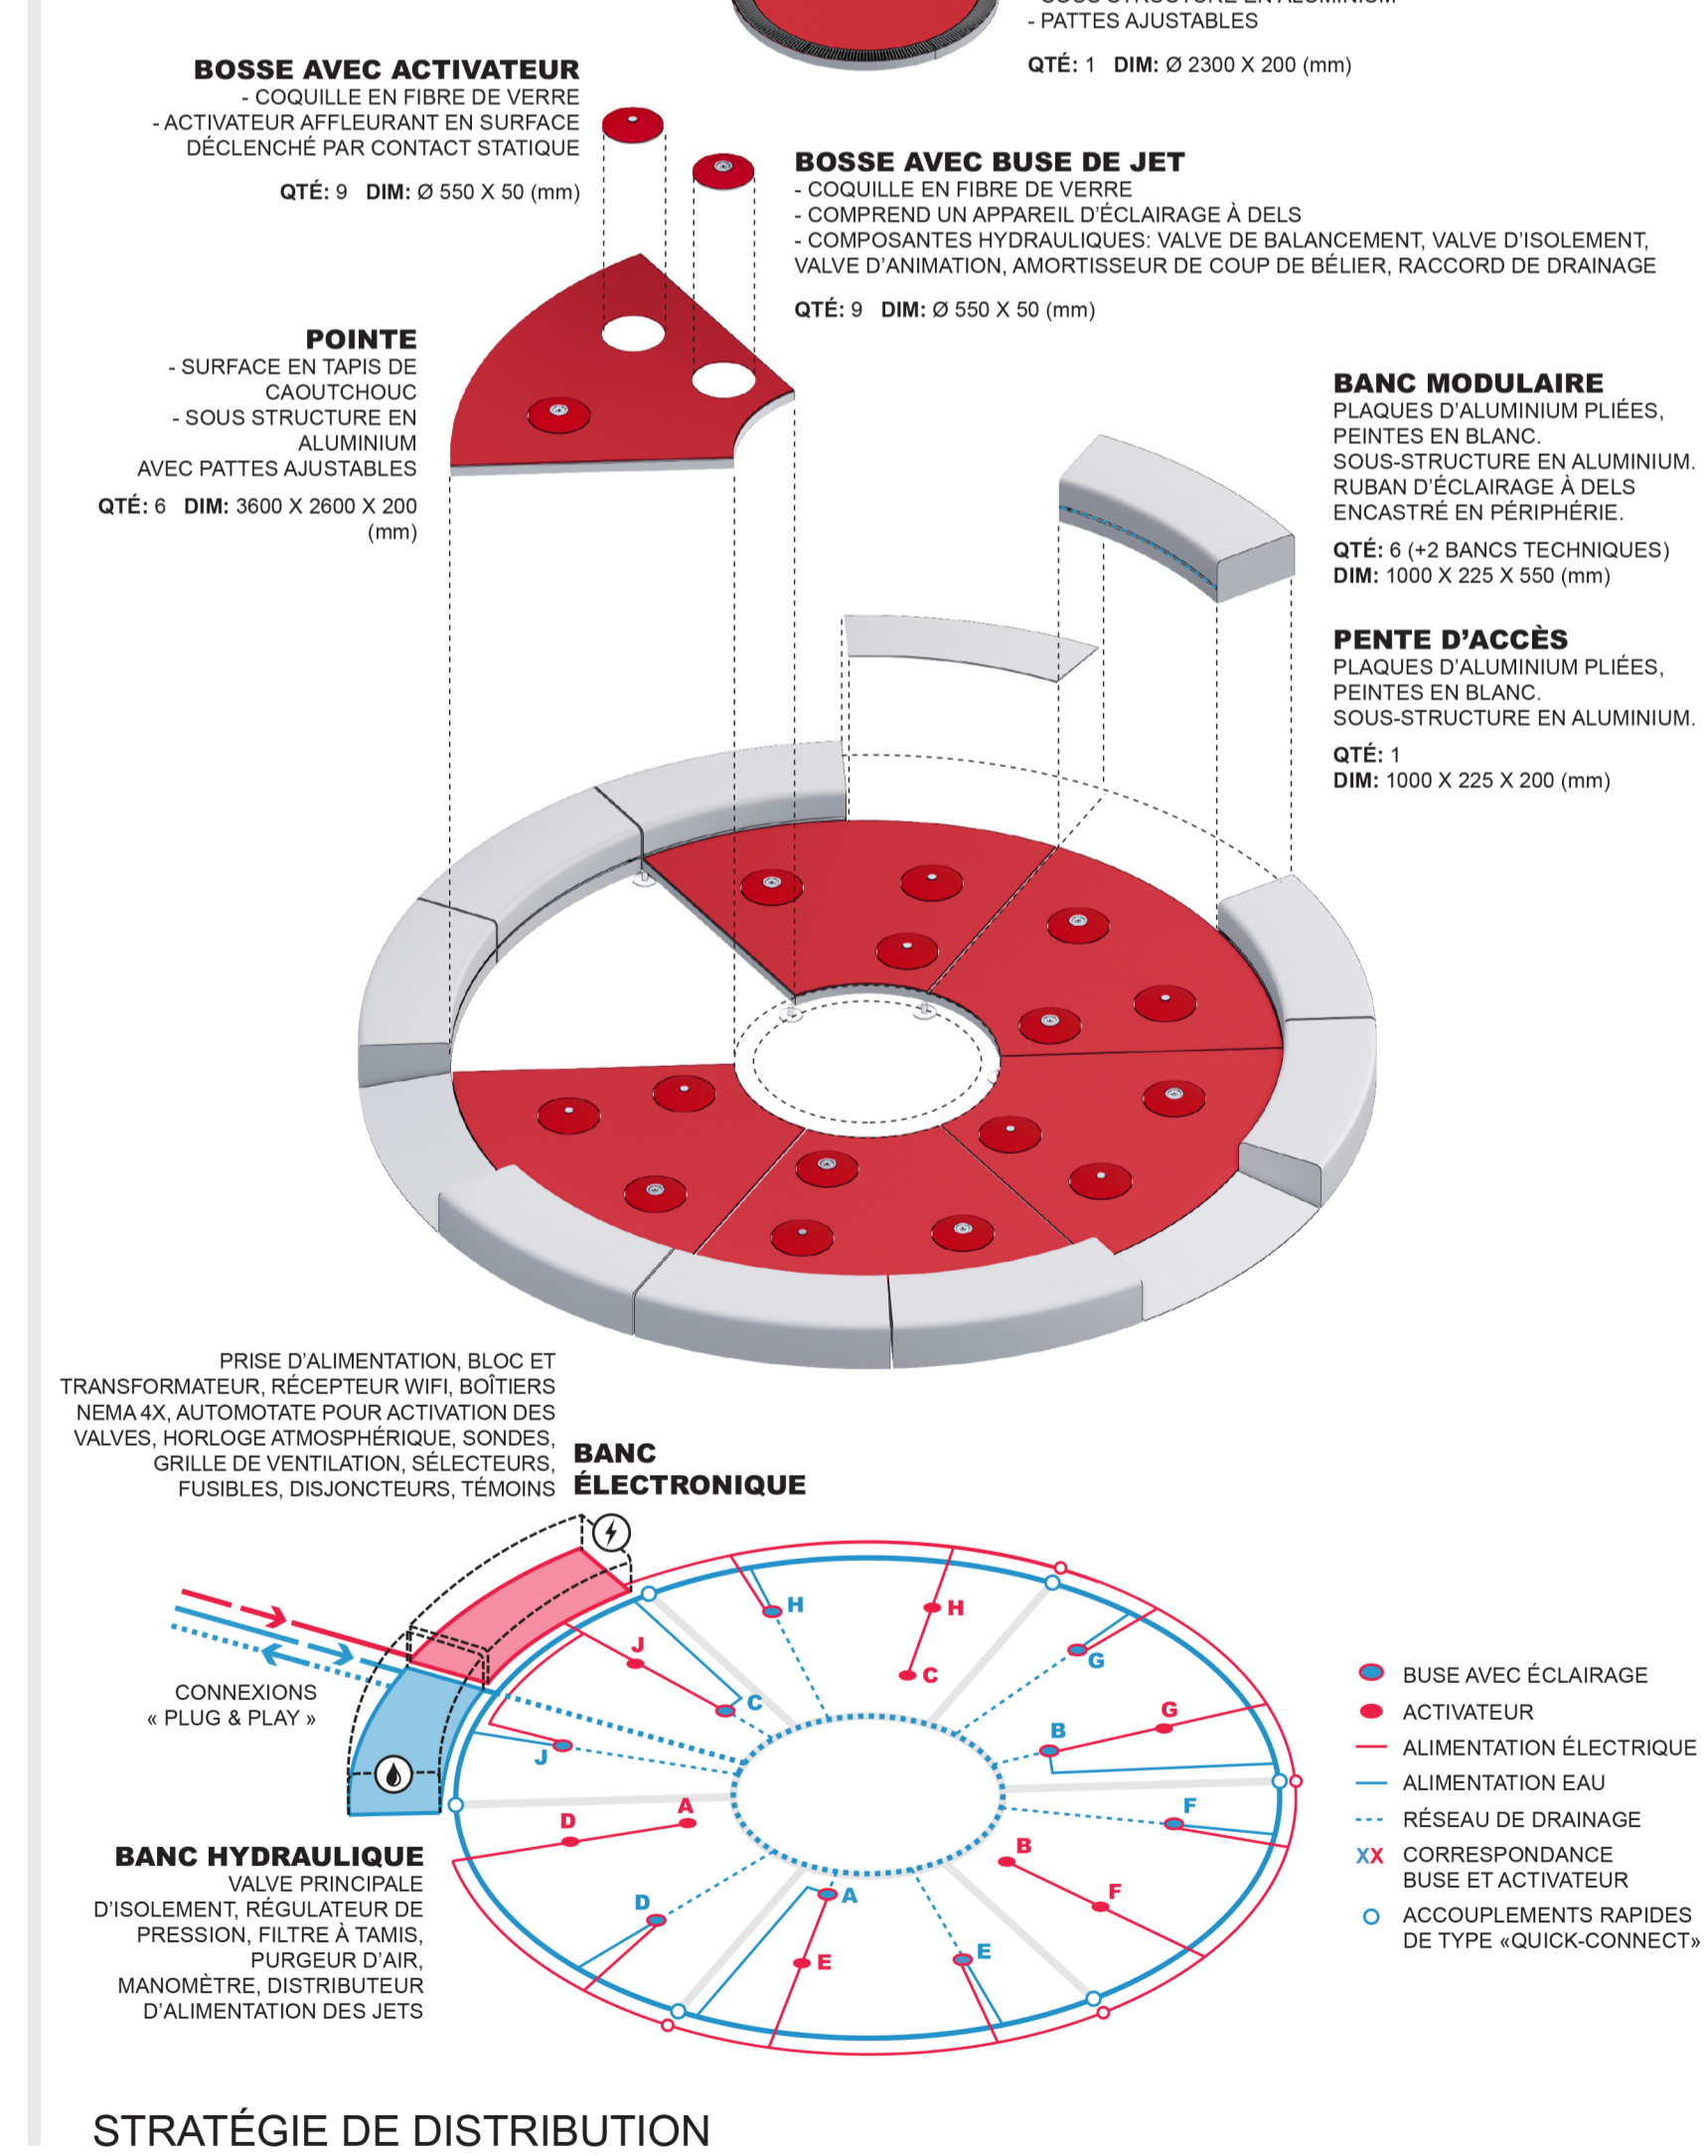 - PATTES AJUSTABLES
QTÉ: 1 DIM: Ø 2300 X 200 (mm)
BOSSE AVEC ACTIVATEUR
- COQUILLE EN FIBRE DE VERRE
- ACTIVATEUR AFFLEURANT EN SURFACE
DÉCLENCHÉ PAR CONTACT STATIQUE
QTÉ: 9 DIM: Ø 550 X 50 (mm)
BOSSE AVEC BUSE DE JET
- COQUILLE EN FIBRE DE VERRE
- COMPREND UN APPAREIL D'ÉCLAIRAGE À DELS
- COMPOSANTES HYDRAULIQUES: VALVE DE BALANCEMENT, VALVE D'ISOLEMENT,
VALVE D'ANIMATION, AMORTISSEUR DE COUP DE BÉLIER, RACCORD DE DRAINAGE
QTÉ: 9 DIM: Ø 550 X 50 (mm)
POINTE
- SURFACE EN TAPIS DE
CAOUTCHOUC
- SOUS STRUCTURE EN
ALUMINIUM
AVEC PATTES AJUSTABLES
QTÉ: 6 DIM: 3600 X 2600 X 200
(mm)
BANC MODULAIRE
PLAQUES D'ALUMINIUM PLIÉES,
PEINTES EN BLANC.
SOUS-STRUCTURE EN ALUMINIUM.
RUBAN D'ÉCLAIRAGE À DELS
ENCASTRÉ EN PÉRIPHÉRIE.
QTÉ: 6 (+2 BANCS TECHNIQUES)
DIM: 1000 X 225 X 550 (mm)
PENTE D'ACCÈS
PLAQUES D'ALUMINIUM PLIÉES,
PEINTES EN BLANC.
SOUS-STRUCTURE EN ALUMINIUM.
QTÉ: 1
DIM: 1000 X 225 X 200 (mm)
PRISE D'ALIMENTATION, BLOC ET
TRANSFORMATEUR, RÉCEPTEUR WIFI, BOÎTIERS
NEMA 4X, AUTOMOTATE POUR ACTIVATION DES
VALVES, HORLOGE ATMOSPHÉRIQUE, SONDES,
GRILLE DE VENTILATION, SÉLECTEURS,
FUSIBLES, DISJONCTEURS, TÉMOINS
BANC
ÉLECTRONIQUE
H
H
J
C
G
C
G
B
J
F
A
D
B
F
D
A
E
E
CONNEXIONS
« PLUG & PLAY »
BANC HYDRAULIQUE
VALVE PRINCIPALE
D'ISOLEMENT, RÉGULATEUR DE
PRESSION, FILTRE À TAMIS,
PURGEUR D'AIR,
MANOMÈTRE, DISTRIBUTEUR
D'ALIMENTATION DES JETS
BUSE AVEC ÉCLAIRAGE
ACTIVATEUR
ALIMENTATION ÉLECTRIQUE
ALIMENTATION EAU
RÉSEAU DE DRAINAGE
XX CORRESPONDANCE
BUSE ET ACTIVATEUR
ACCOUPLEMENTS RAPIDES
DE TYPE «QUICK-CONNECT»
STRATÉGIE DE DISTRIBUTION